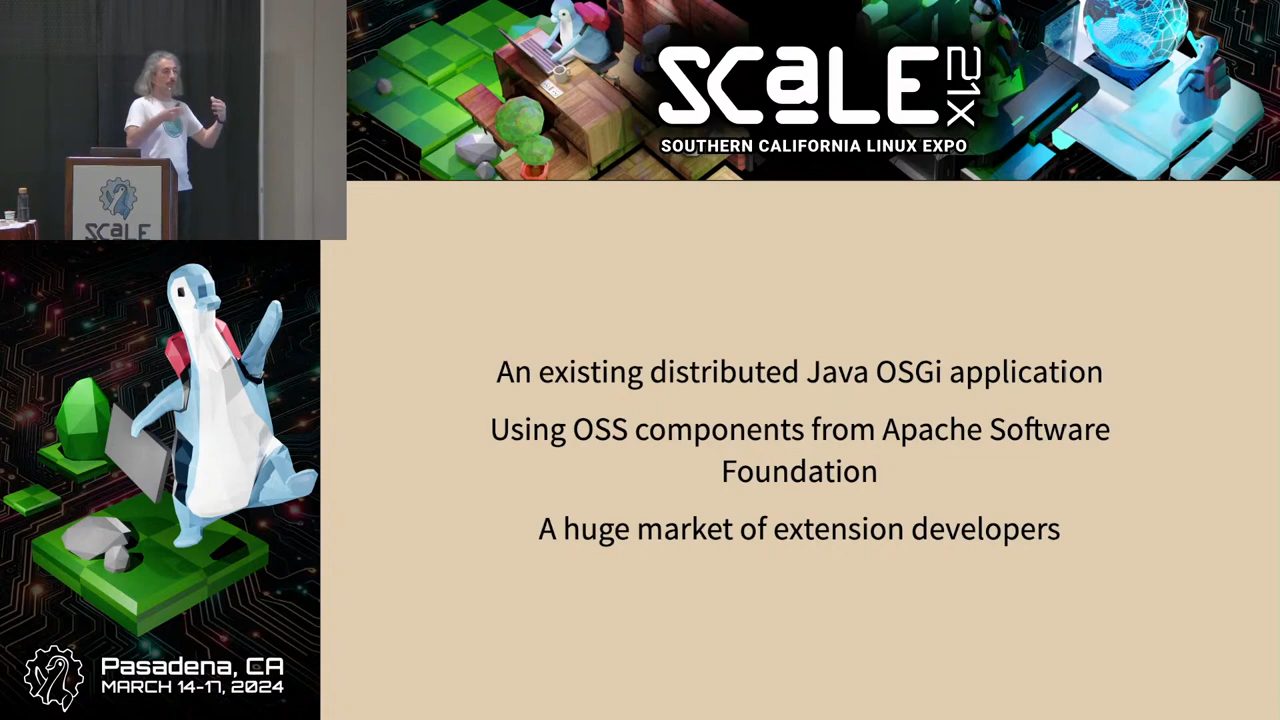 SCaLE 21X
SOUTHERN CALIFORNIA LINUX EXPO
SCaLE
An existing distributed Java OSGi application
Using OSS components from Apache Software
Foundation
A huge market of extension developers
Pasadena, CA
MARCH 14-17, 2024